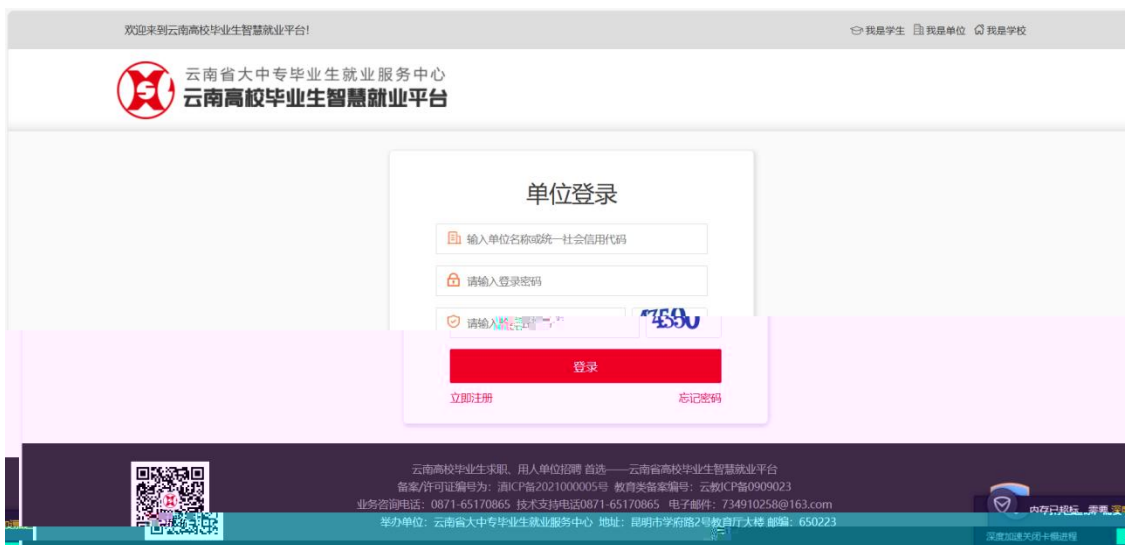 欢迎来到云南高校毕业生智慧就业平台!
我是学生 我是单位 我是学校
云南省大中专毕业生就业服务中心
云南高校毕业生智慧就业平台
单位登录
输入单位名称或统一社会信用代码
请输入登录密码
请输入
登录
立即注册 忘记密码
云南高校毕业生求职、用人单位招聘 首选——云南省高校毕业生智慧就业平台
备案/许可证编号为：滇ICP备2021000005号 教育类备案编号：云教ICP备0909023
业务咨询电话：0871-65170865 技术支持电话0871-65170865 电子邮件：734910258@163.com
举办单位：云南省大中专毕业生就业服务中心 地址：昆明市学府路2号教育厅大楼 邮编：650223
内存已超标，需要
深度加速关闭卡慢进程